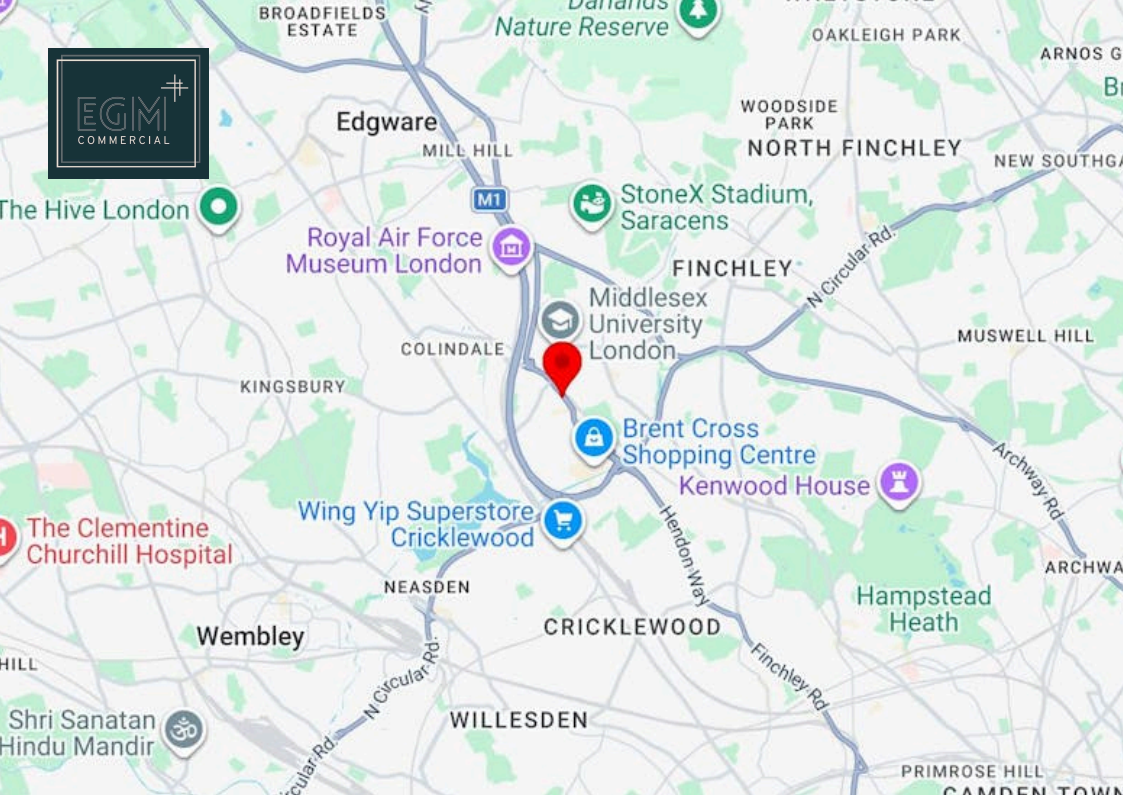 BROADFIELDS
ESTATE
Nature Reserve
OAKLEIGH PARK
ARNOS G
EGM
COMMERCIAL
Edgware
MILL HILL
WOODSIDE
PARK
NORTH FINCHLEY
NEW SOUTHGA
M1
The Hive London
StoneX Stadium,
Saracens
Royal Air Force
Museum London
FINCHLEY
N Circular Rd.
Middlesex
University
London
COLINDALE
MUSWELL HILL
KINGSBURY
Brent Cross
Shopping Centre
Kenwood House
Archway Rd
Wing Yip Superstore
Cricklewood
Hendon Way
The Clementine
Churchill Hospital
NEASDEN
ARCHWA
Hampstead
Heath
Wembley
CRICKLEWOOD
HILL
N Circular Rd.
Finchley Rd
Shri Sanatan
Hindu Mandir
WILLESDEN
rcular Rd.
PRIMROSE HILL
CAMDEN TOWN